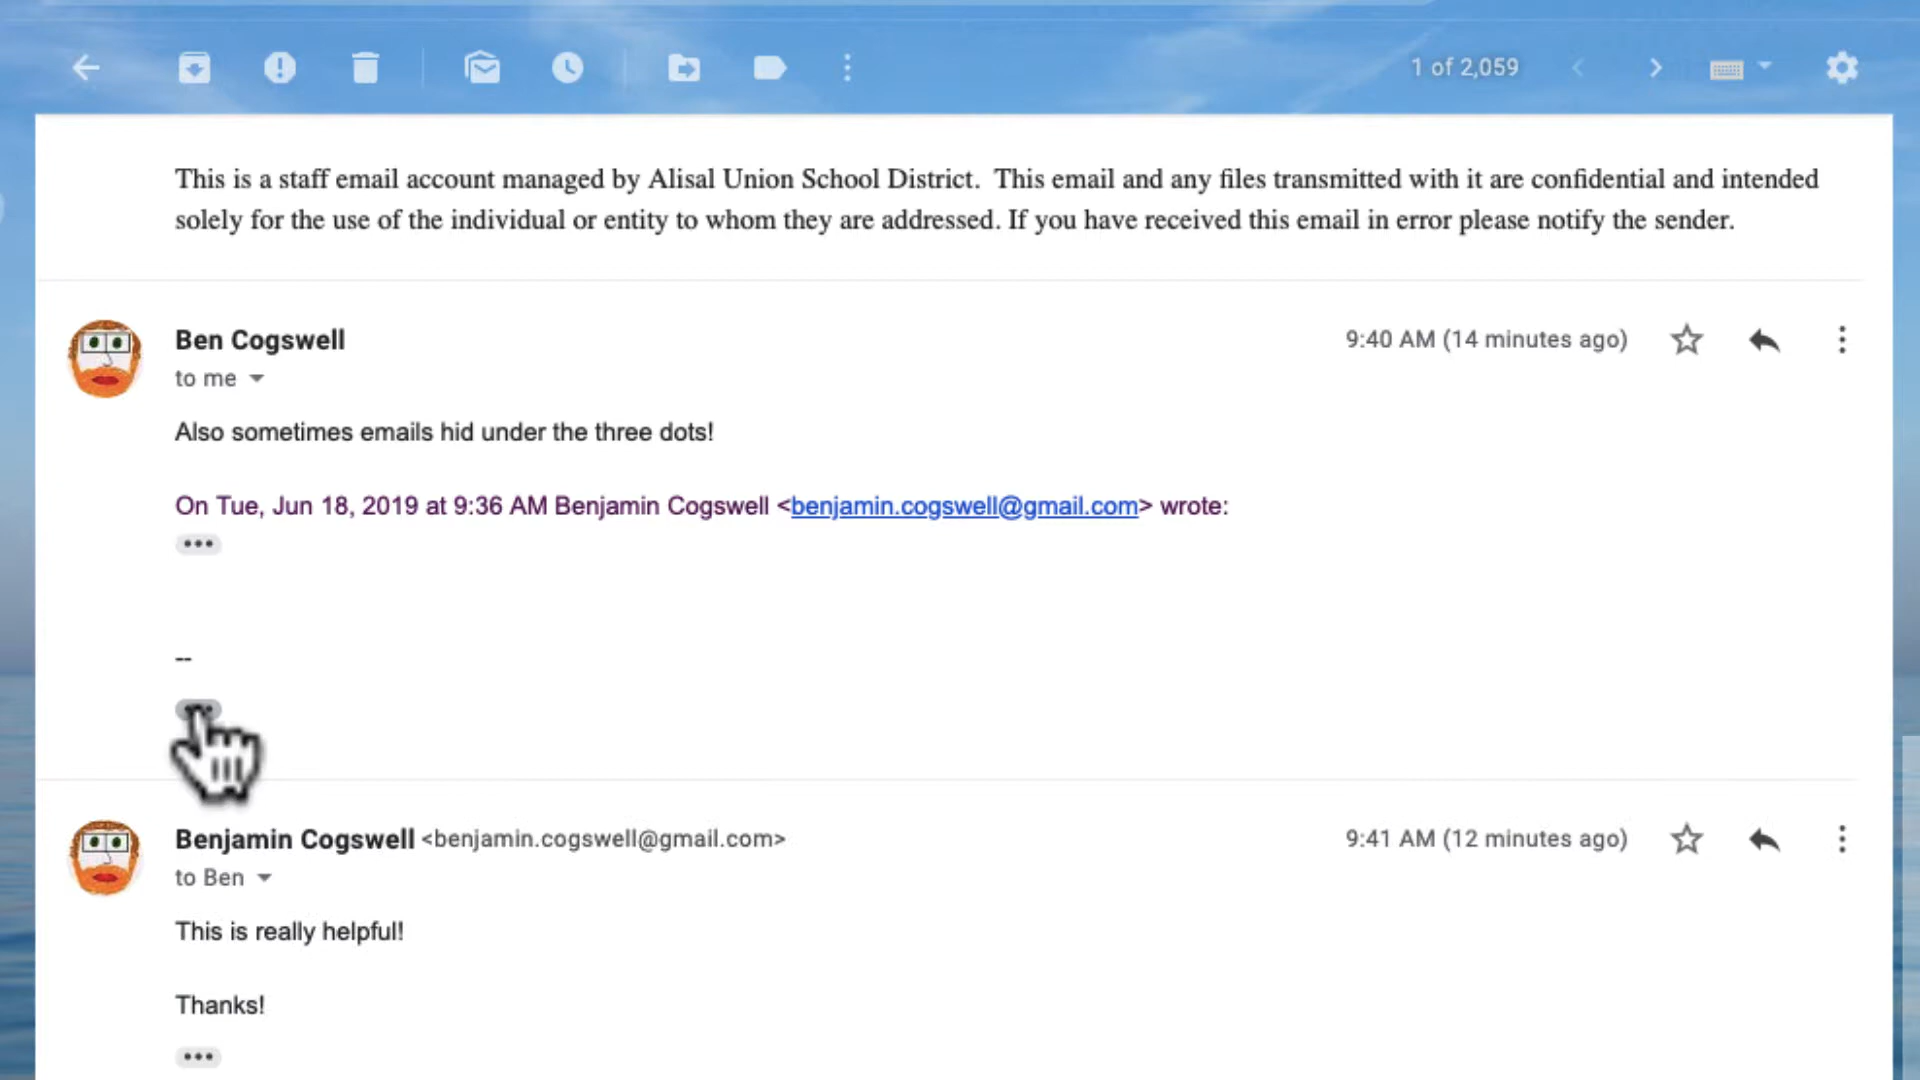 1 of 2,059
This is a staff email account managed by Alisal Union School District. This email and any files transmitted with it are confidential and intended
solely for the use of the individual or entity to whom they are addressed. If you have received this email in error please notify the sender.
Ben Cogswell
9:40 AM (14 minutes ago)
to me
Also sometimes emails hid under the three dots!
On Tue, Jun 18, 2019 at 9:36 AM Benjamin Cogswell <benjamin.cogswell@gmail.com> wrote:
--
Benjamin Cogswell <benjamin.cogswell@gmail.com>
9:41 AM (12 minutes ago)
to Ben
This is really helpful!
Thanks!